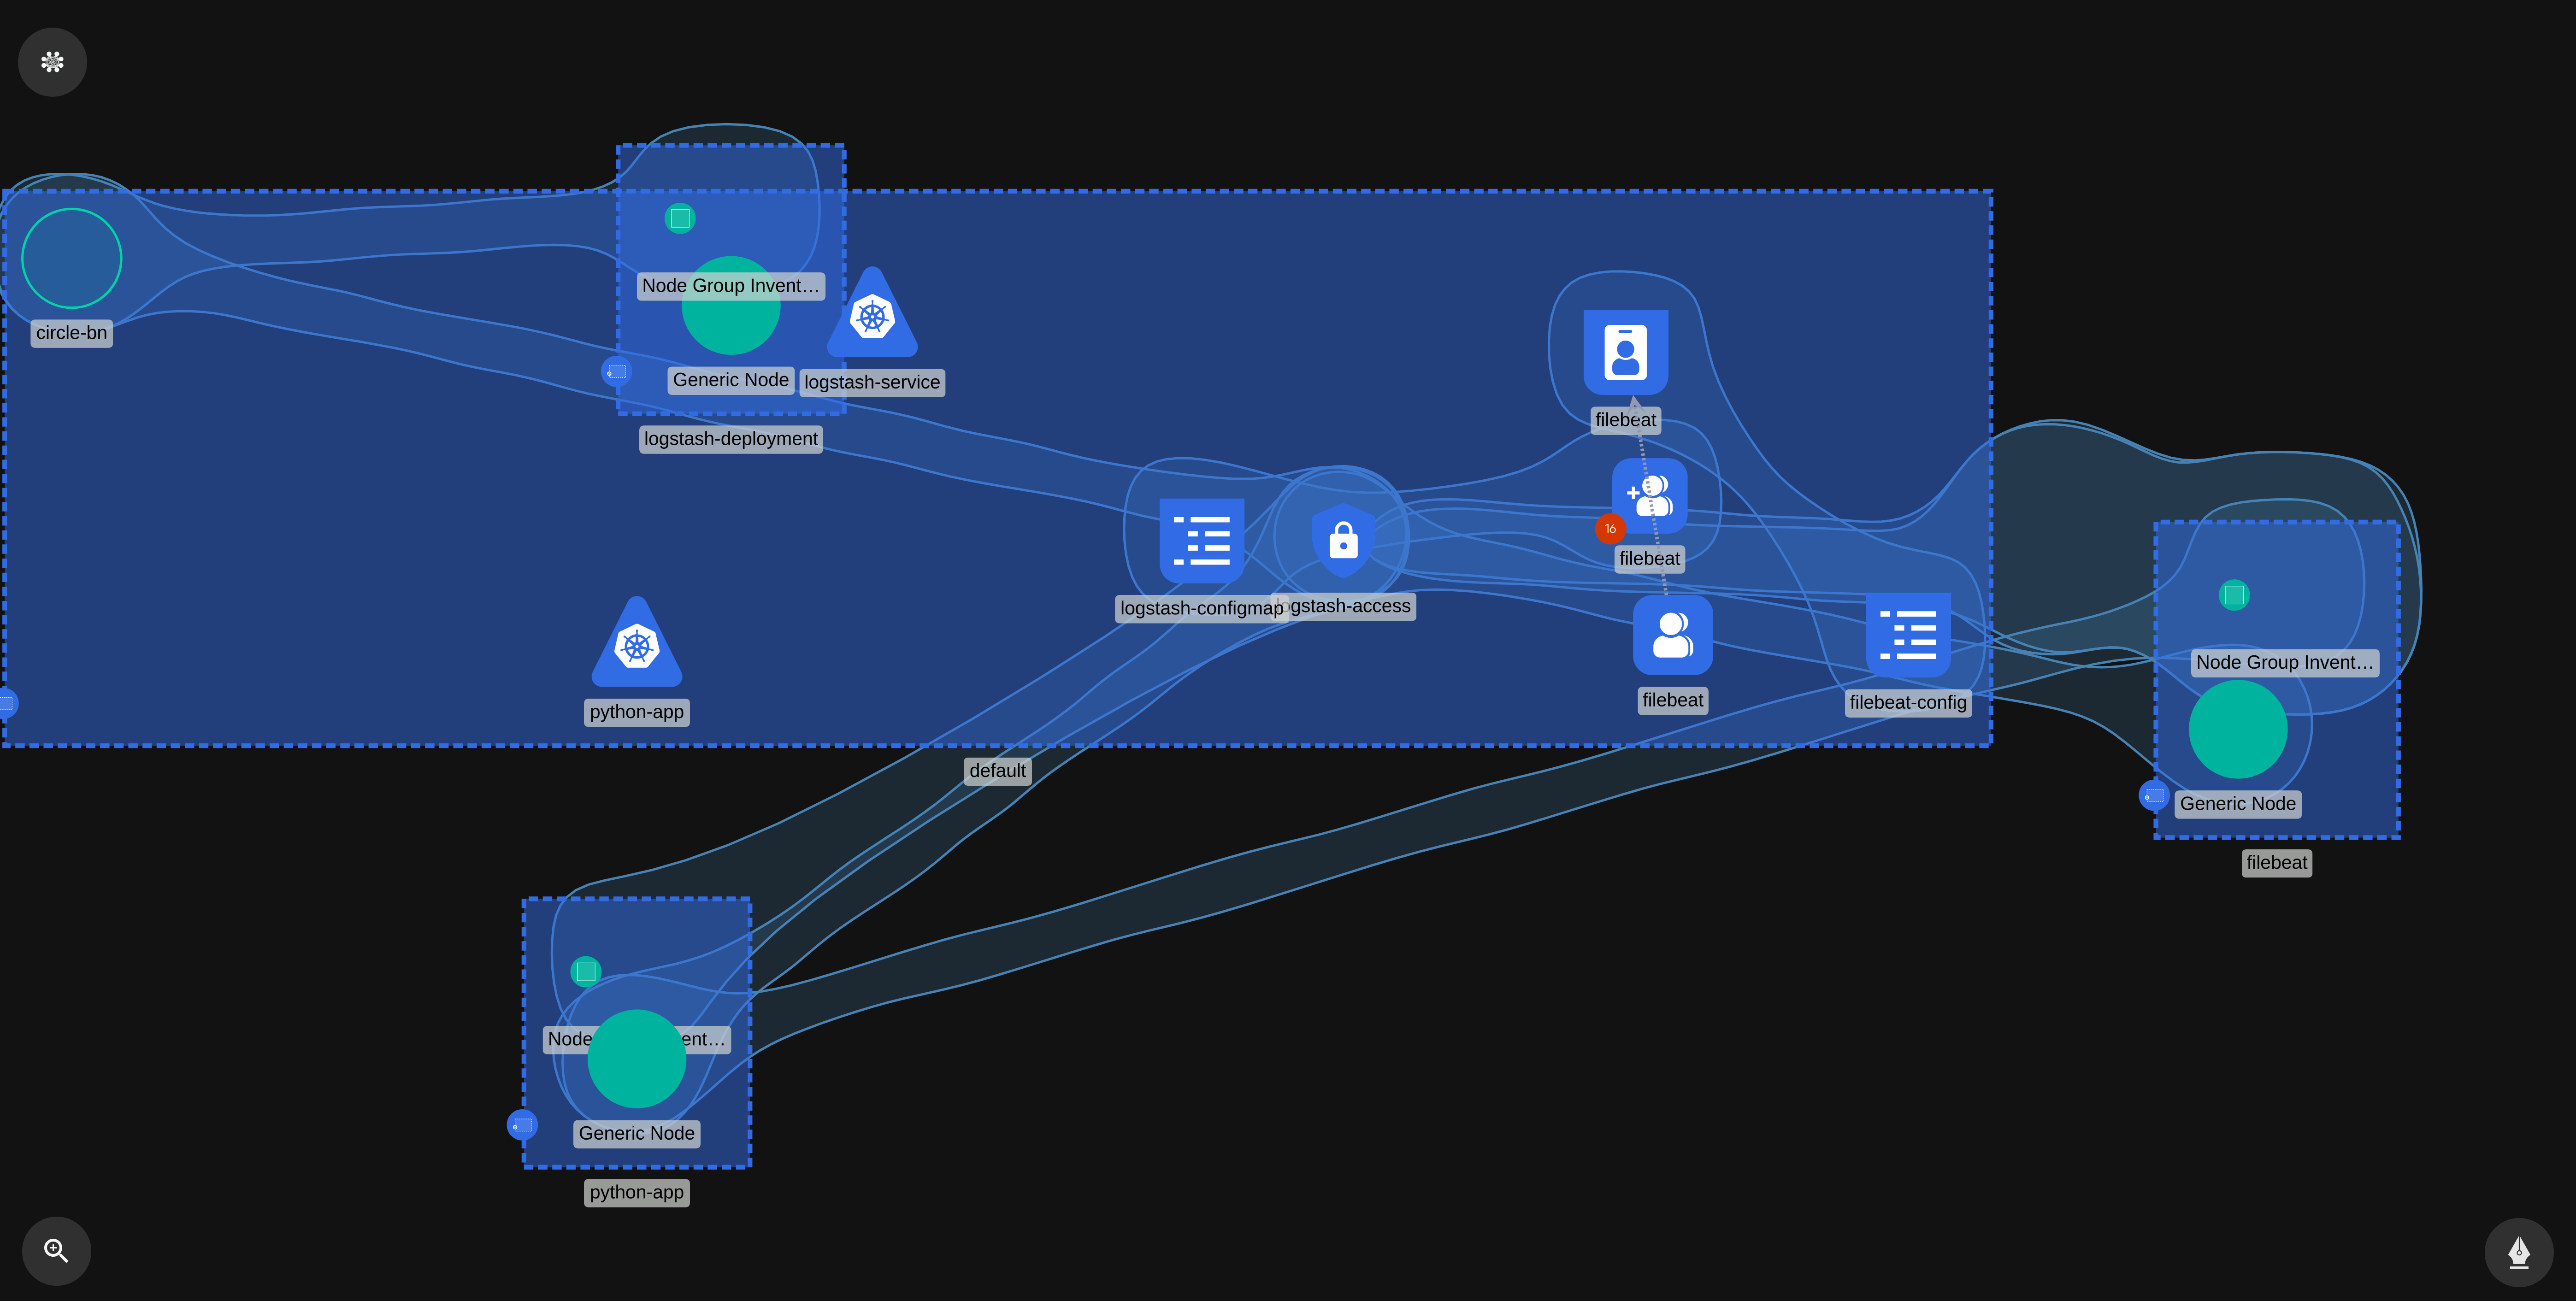 Node Group Invent…
circle-bn
Generic Node
logstash-service
logstash-deployment
filebeat
16
filebeat
logstash-configmap
gstash-access
filebeat
filebeat-config
python-app
default
Node Group Invent…
Generic Node
filebeat
Node
ent…
Generic Node
python-app